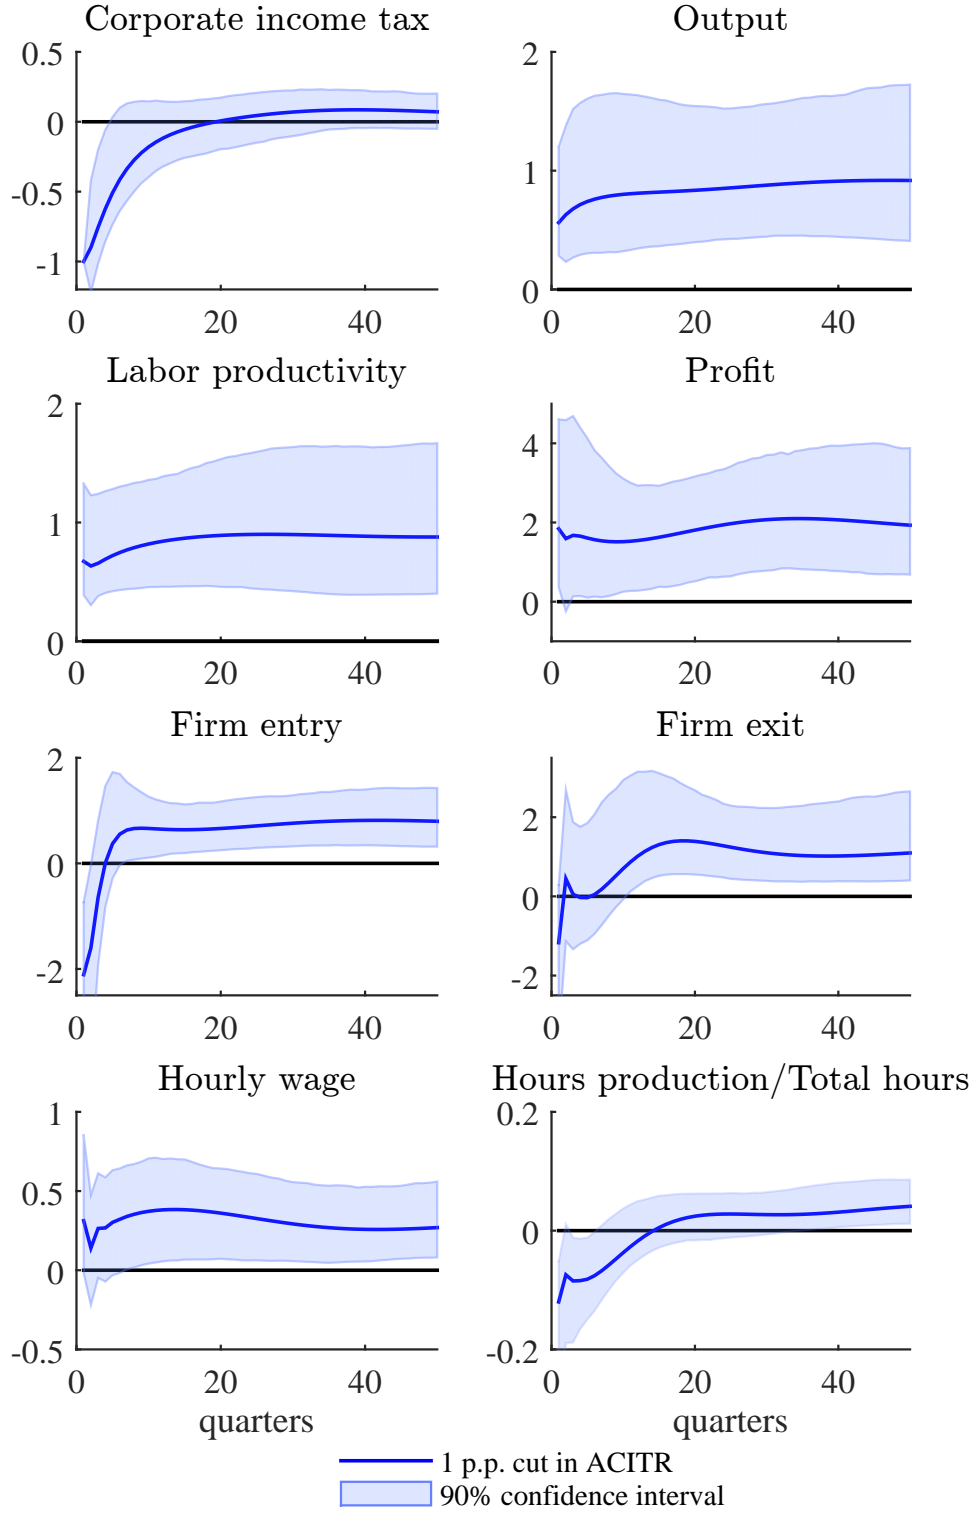 Corporate income tax
0.5
0
-0.5
-1
0 20 40
Output
2
1
0
0 20 40
Labor productivity
2
1
0
0 20 40
Profit
4
2
0
0 20 40
Firm entry
2
0
-2
0 20 40
Firm exit
2
0
-2
0 20 40
Hourly wage
1
0.5
0
-0.5
0 20 40
quarters
Hours production/Total hours
0.2
0
-0.2
0 20 40
quarters
1 p.p. cut in ACITR
90% confidence interval